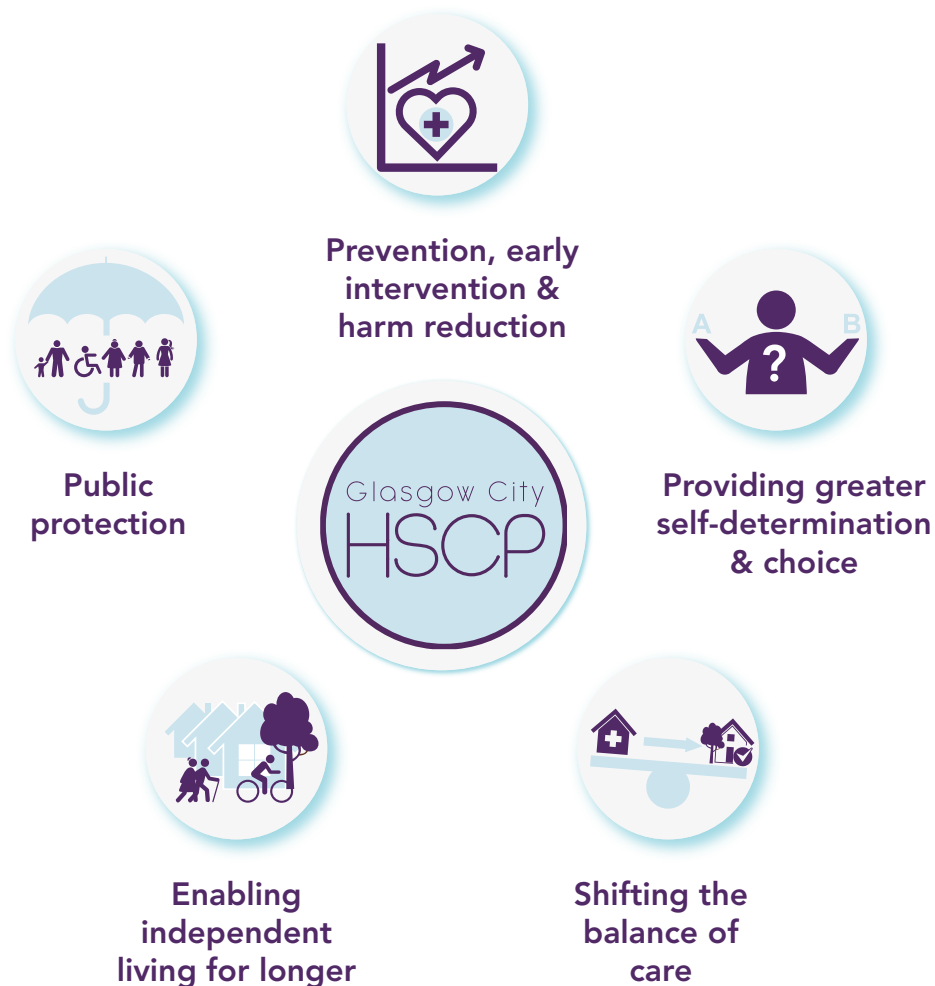 Prevention, early
intervention &
harm reduction
A
B
?
Public
protection
Providing greater
self-determination
& choice
Glasgow City
HSCP
Enabling
independent
living for longer
Shifting the
balance of
care